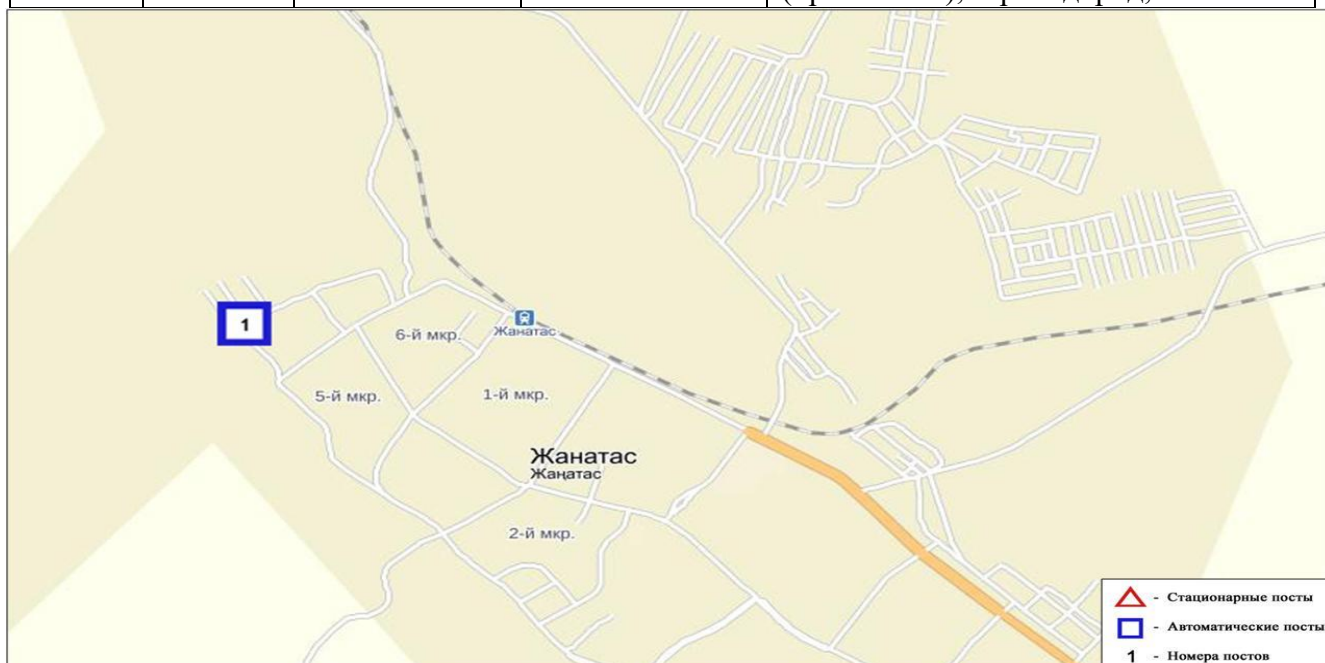 Жанатас
6-й мкр.
1
5-й мкр.
1-й мкр.
Жанатас
Жаңатас
2-й мкр.
- Стационарные посты
- Автоматические посты
1 - Номера постов